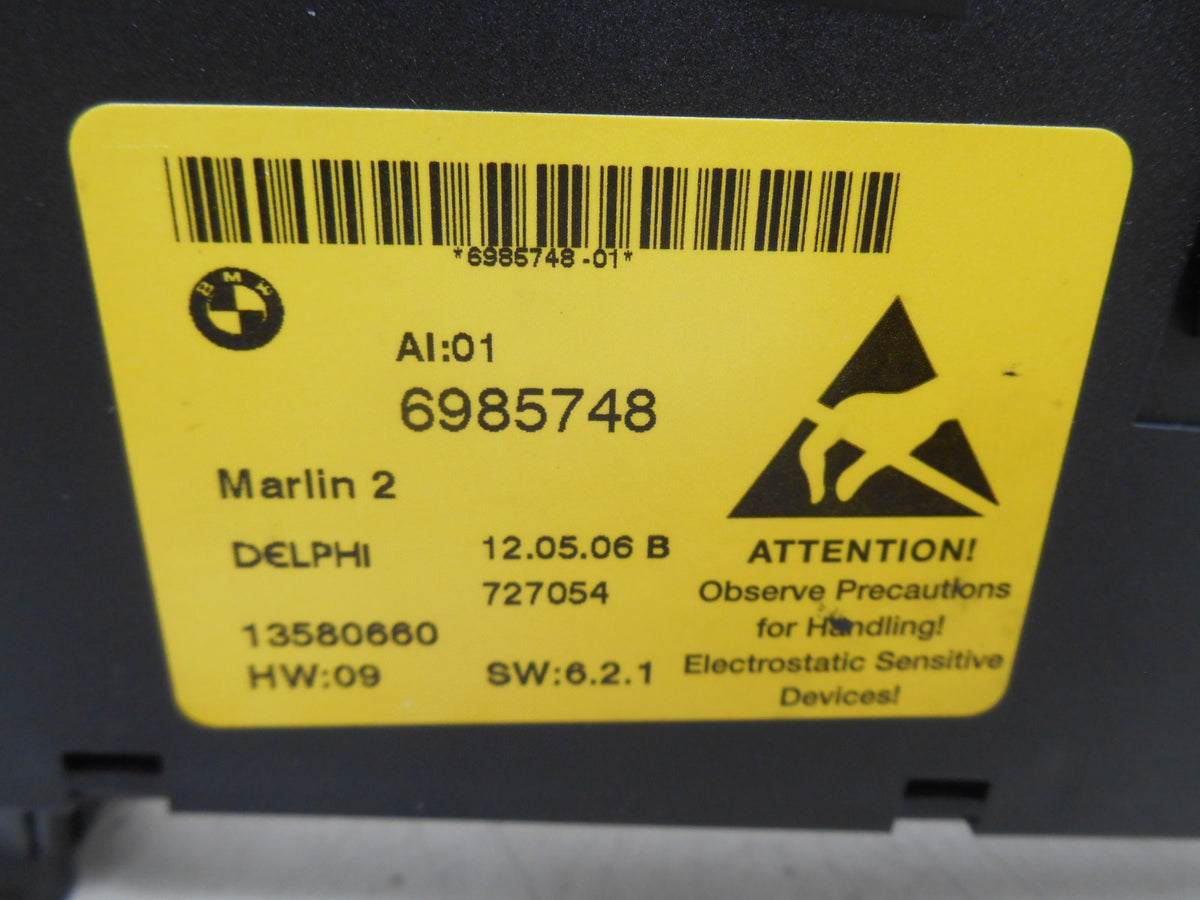 *6985748-01*
BMW
AI:01
6985748
Marlin 2
DELPHI
12.05.06 B
727054
13580660
HW:09
SW:6.2.1
ATTENTION!
Observe Precautions
for Handling!
Electrostatic Sensitive
Devices!